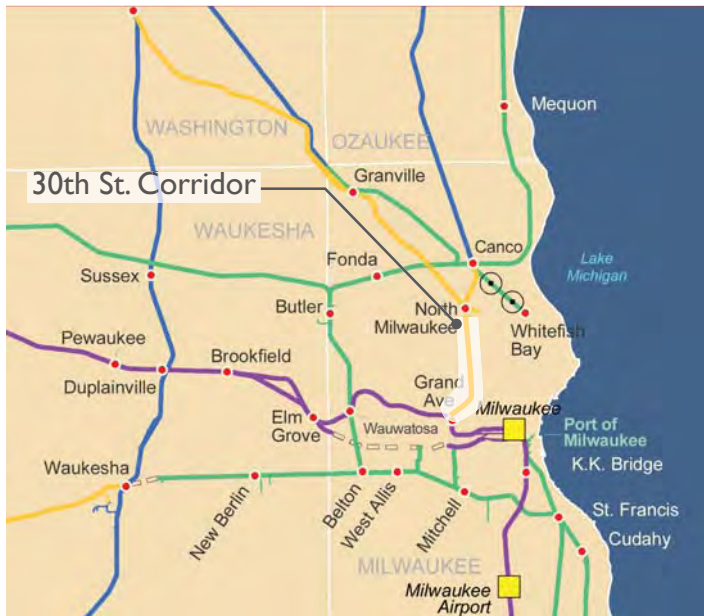 Mequon
WASHINGTON
OZAUKEE
30th St. Corridor
Granville
WAUKESHA
Canco
Lake
Michigan
Fonda
Sussex
Butler
North
Milwaukee
Whitefish
Bay
Pewaukee
Brookfield
Duplainville
Grand
Ave
Milwaukee
Elm
Grove
Wauwatosa
Port of
Milwaukee
K.K. Bridge
Waukesha
New Berlin
Belton
West Allis
Mitchell
St. Francis
Cudahy
MILWAUKEE
Milwaukee
Airport